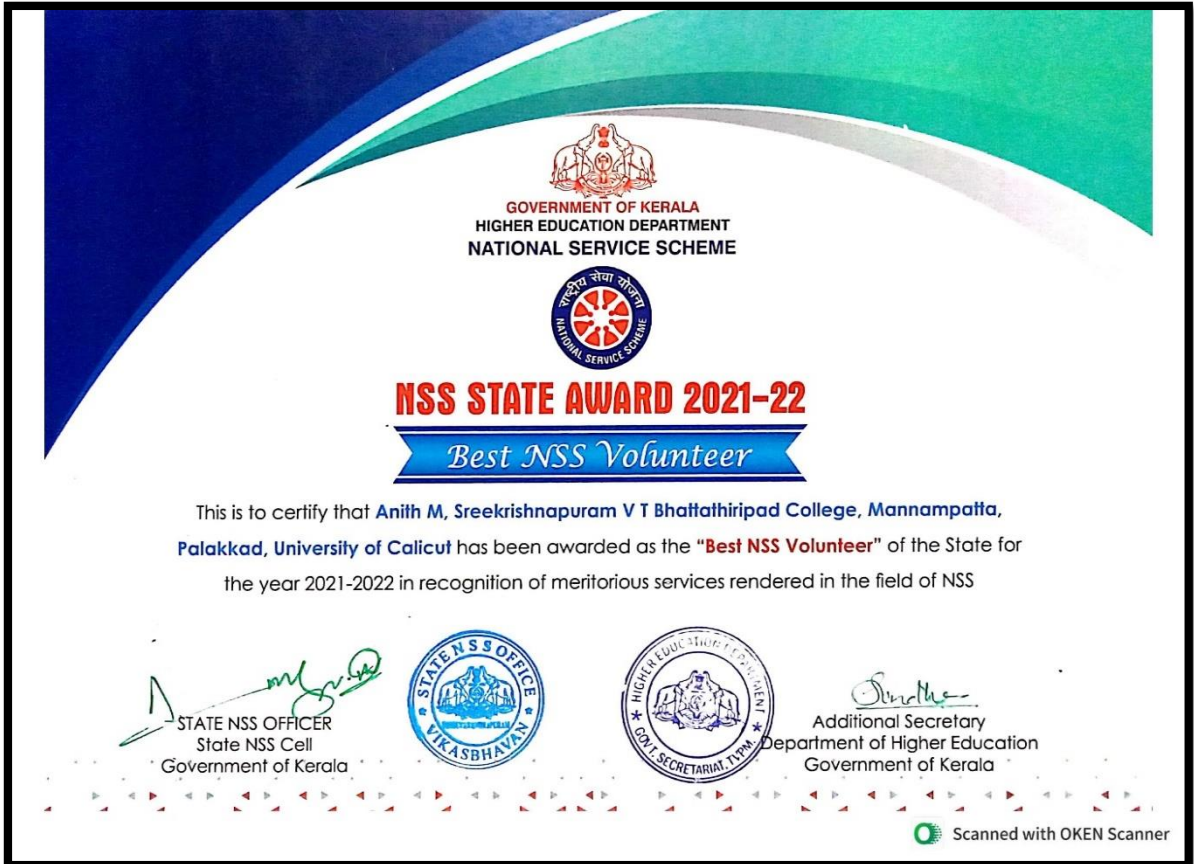 GOVERNMENT OF KERALA
HIGHER EDUCATION DEPARTMENT
NATIONAL SERVICE SCHEME
राष्ट्रीय सेवा योजना
NATIONAL SERVICE SCHEME
NSS STATE AWARD 2021-22
Best NSS Volunteer
This is to certify that Anith M, Sreekrishnapuram V T Bhattathiripad College, Mannampatta,
Palakkad, University of Calicut has been awarded as the "Best NSS Volunteer" of the State for
the year 2021-2022 in recognition of meritorious services rendered in the field of NSS
STATE NSS OFFICE
VIKASBHAVAN
HIGHER EDUCATION DEPARTMENT
GOVT. SECRETARIAT, TVPM.
STATE NSS OFFICER
State NSS Cell
Government of Kerala
Additional Secretary
Department of Higher Education
Government of Kerala
Scanned with OKEN Scanner